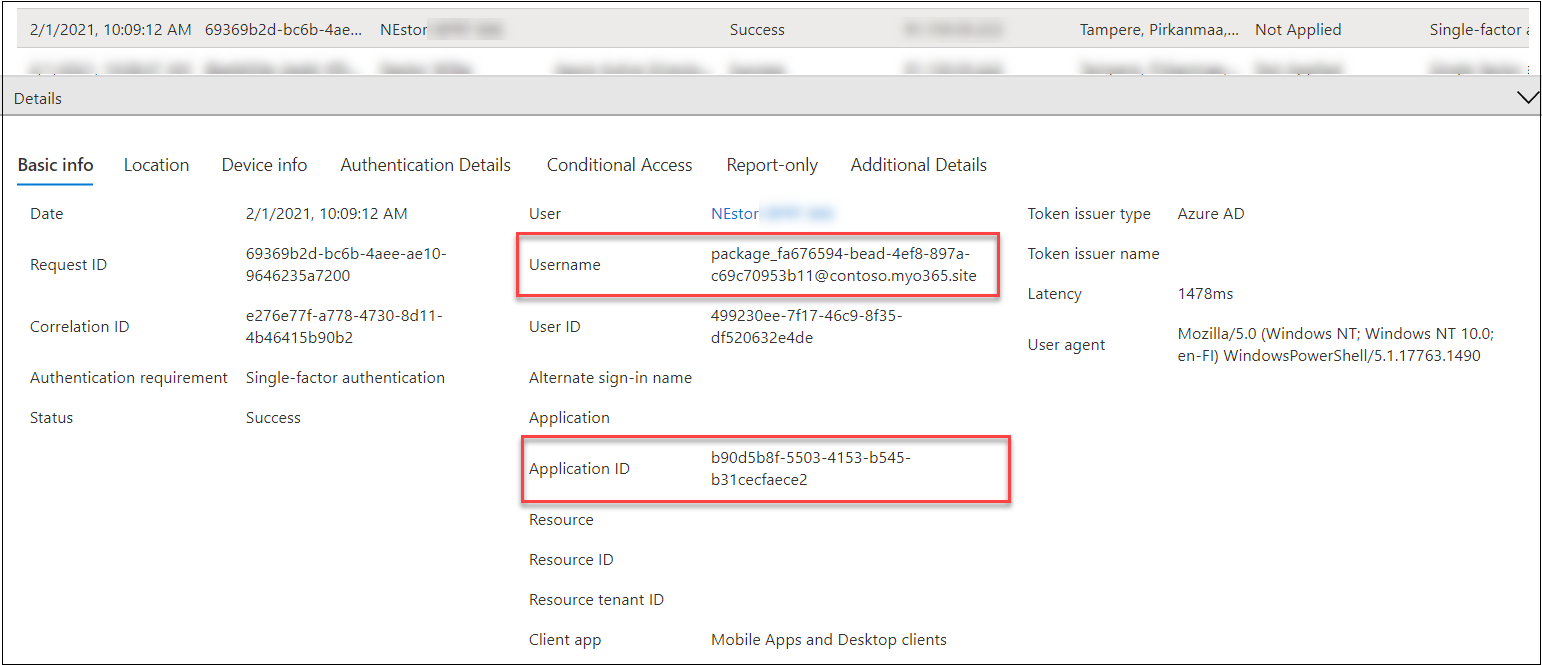 2/1/2021, 10:09:12 AM 69369b2d-bc6b-4ae... NEstor Success Tampere, Pirkanmaa,... Not Applied Single-factor a
Details
Basic info Location Device info Authentication Details Conditional Access Report-only Additional Details
Date 2/1/2021, 10:09:12 AM
Request ID 69369b2d-bc6b-4aee-ae10-
9646235a7200
Correlation ID e276e77f-a778-4730-8d11-
4b46415b90b2
Authentication requirement Single-factor authentication
Status Success
User NEstor
Username package_fa676594-bead-4ef8-897a-
c69c70953b11@contoso.myo365.site
User ID 499230ee-7f17-46c9-8f35-
df520632e4de
Alternate sign-in name
Application
Application ID b90d5b8f-5503-4153-b545-
b31cecfaece2
Resource
Resource ID
Resource tenant ID
Client app Mobile Apps and Desktop clients
Token issuer type Azure AD
Token issuer name
Latency 1478ms
User agent Mozilla/5.0 (Windows NT; Windows NT 10.0;
en-FI) WindowsPowerShell/5.1.17763.1490